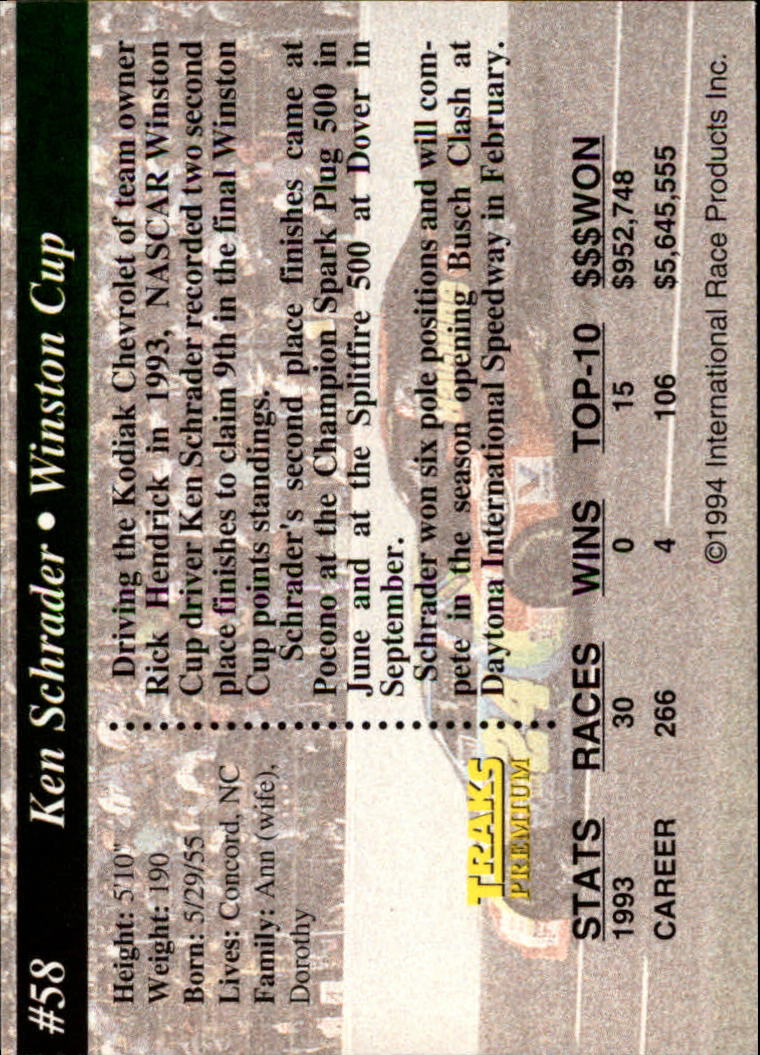 #58 Ken Schrader • Winston Cup
Height: 5'10"
Weight: 190
Born: 5/29/55
Lives: Concord, NC
Family: Ann (wife),
Dorothy
Driving the Kodiak Chevrolet of team owner
Rick Hendrick in 1993, NASCAR Winston
Cup driver Ken Schrader recorded two second
place finishes to claim 9th in the final Winston
Cup points standings.
Schrader's second place finishes came at
Pocono at the Champion Spark Plug 500 in
June and at the Splitfire 500 at Dover in
September.
Schrader won six pole positions and will com-
pete in the season opening Busch Clash at
Daytona International Speedway in February.
TRAKS
PREMIUM
24
STATS RACES WINS TOP-10 $$$WON
1993 30 0 15 $952,748
CAREER 266 4 106 $5,645,555
©1994 International Race Products Inc.